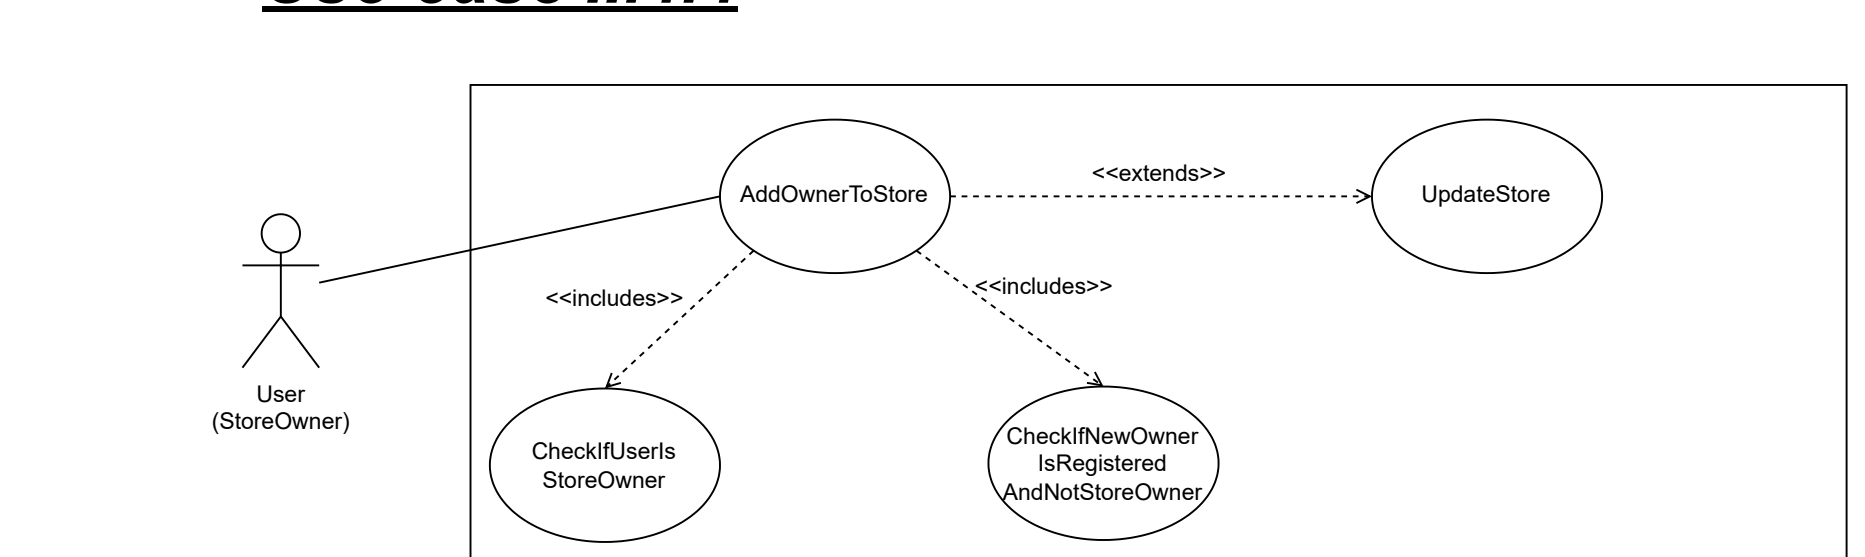 AddOwnerToStore
<<extends>>
UpdateStore
<<includes>>
<<includes>>
User
(StoreOwner)
CheckIfUserIs
StoreOwner
CheckIfNewOwner
IsRegistered
AndNotStoreOwner